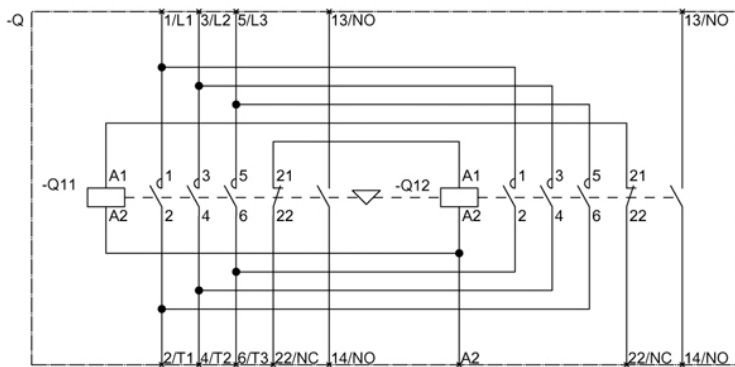 -Q 1/L1 3/L2 5/L3 13/NO 13/NO
-Q11 A1 1 3 5 21 -Q12 A1 1 3 5 21
A2 2 4 6 22 A2 2 4 6 22
2/T1 4/T2 6/T3 22/NC 14/NO A2 22/NC 14/NO